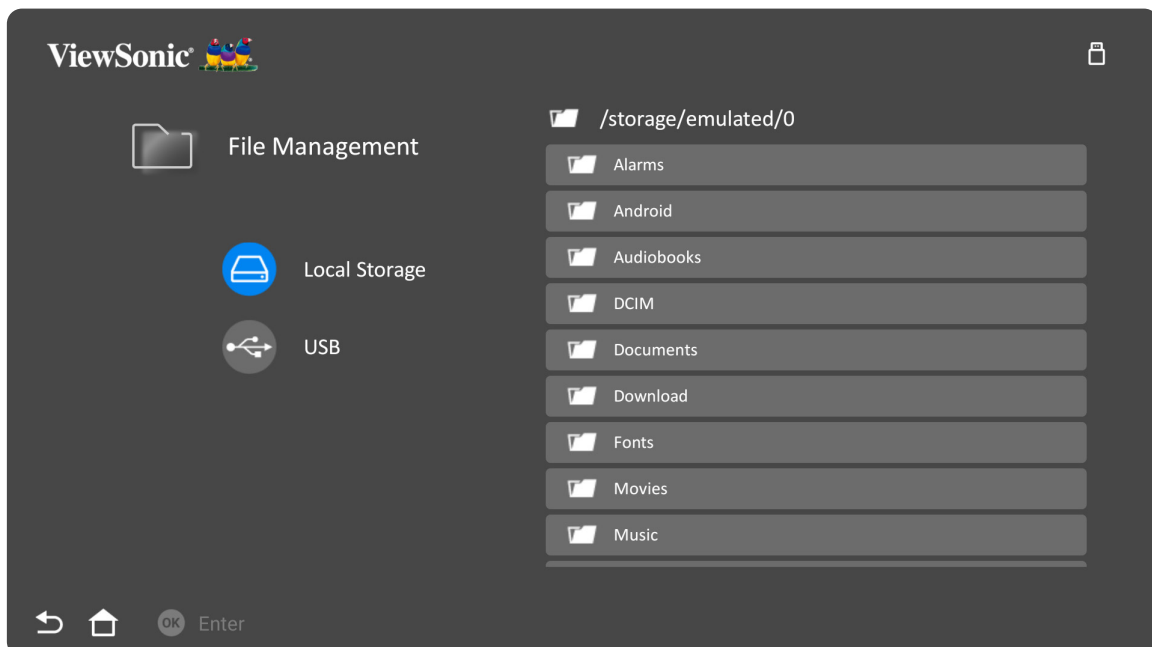 ViewSonic®
File Management
Local Storage
USB
/storage/emulated/0
Alarms
Android
Audiobooks
DCIM
Documents
Download
Fonts
Movies
Music
OK Enter